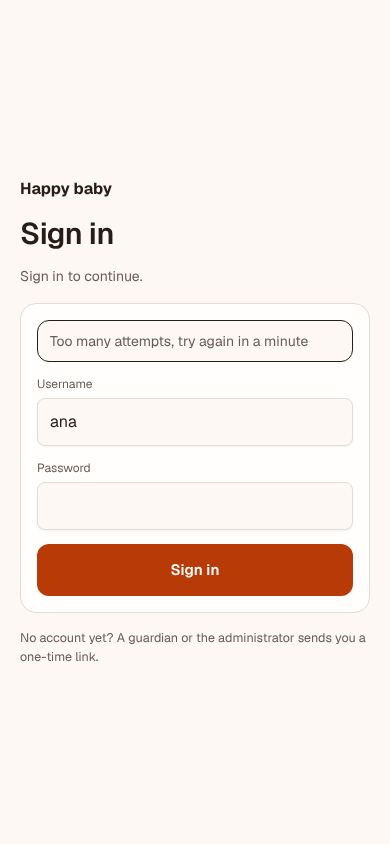 Happy baby
Sign in
Sign in to continue.
Too many attempts, try again in a minute
Username
ana
Password
Sign in
No account yet? A guardian or the administrator sends you a
one-time link.